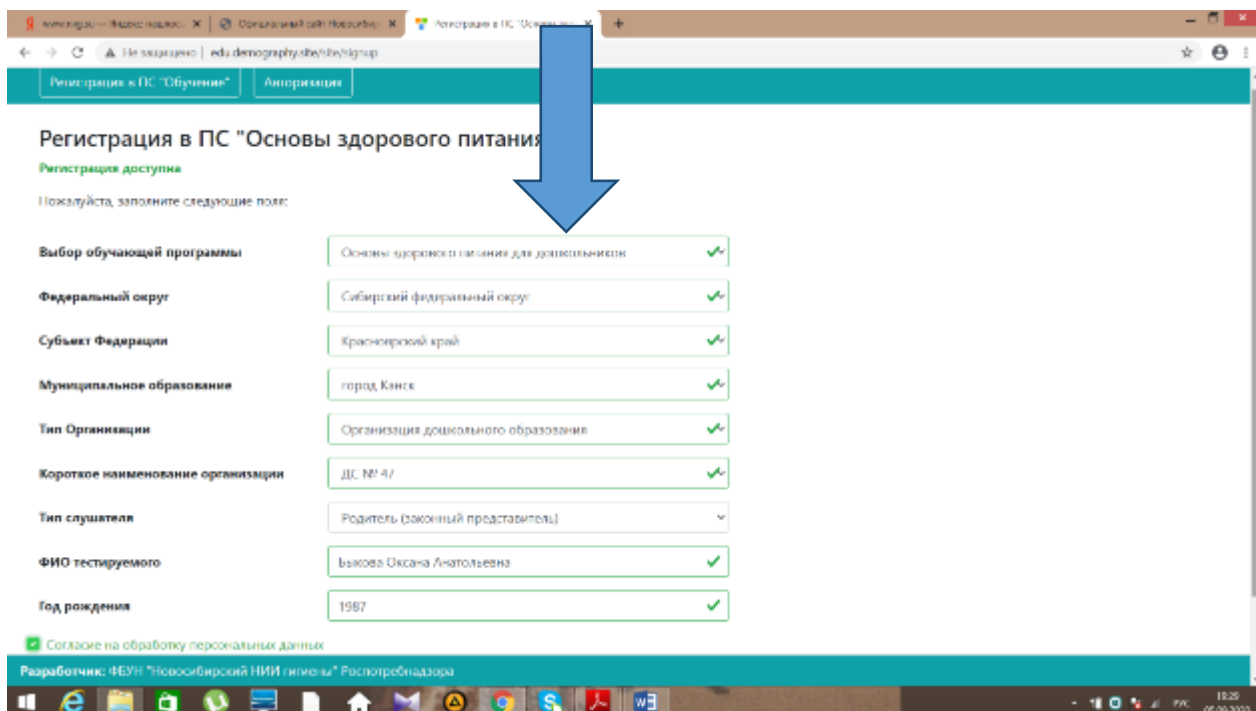 Не защищено | edu.demography.site/site/signup
Регистрация в ПС "Обучение" Авторизация
Регистрация в ПС "Основы здорового питания
Регистрация доступна
Пожалуйста, заполните следующие поля:
Выбор обучающей программы Основы здорового питания для дошкольников
Федеральный округ Сибирский федеральный округ
Субъект Федерации Красноярский край
Муниципальное образование город Канск
Тип Организации Организация дошкольного образования
Короткое наименование организации ДС № 47
Тип слушателя Родитель (законный представитель)
ФИО тестируемого Быкова Оксана Анатольевна
Год рождения 1987
Согласие на обработку персональных данных
Разработчик: ФБУН "Новосибирский НИИ гигиены" Роспотребнадзора
РУС 19:29